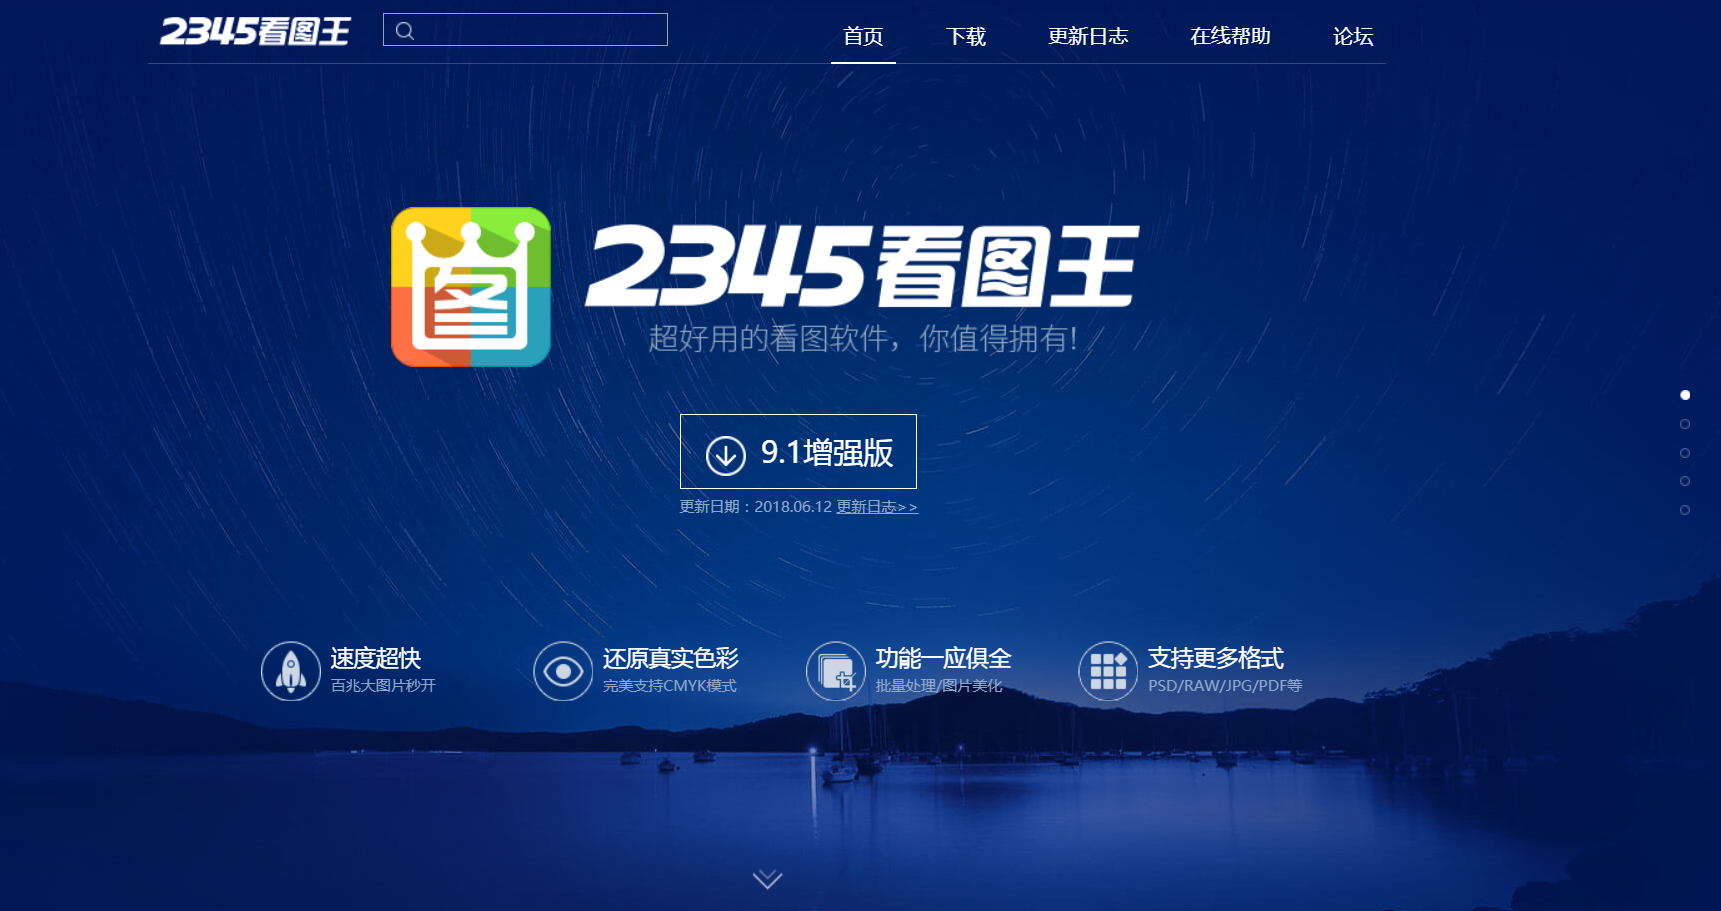 2345看图王
首页 下载 更新日志 在线帮助 论坛
图
2345看图王
超好用的看图软件，你值得拥有!
9.1增强版
更新日期：2018.06.12 更新日志>>
速度超快 还原真实色彩 功能一应俱全 支持更多格式
百兆大图片秒开 完美支持CMYK模式 批量处理/图片美化 PSD/RAW/JPG/PDF等